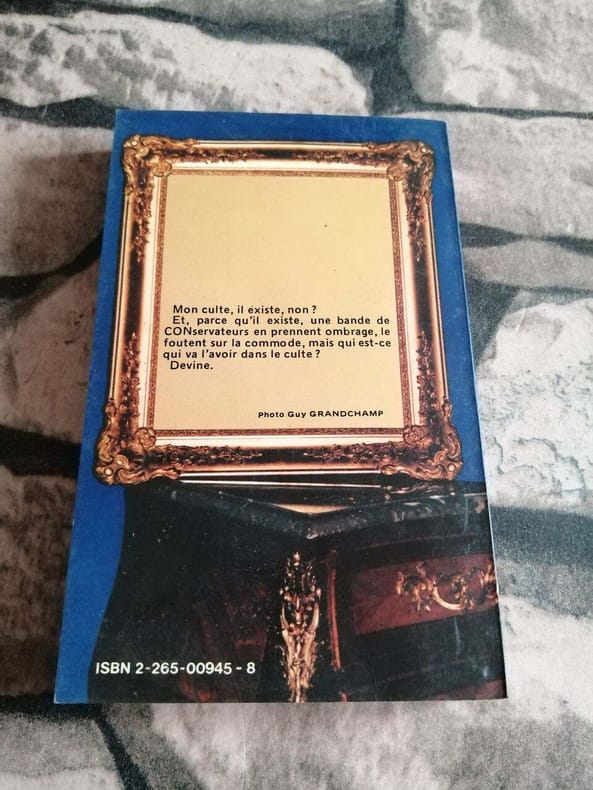 Mon culte, il existe, non ?
Et, parce qu'il existe, une bande de
CONservateurs en prennent ombrage, le
foutent sur la commode, mais qui est-ce
qui va l'avoir dans le culte ?
Devine.
Photo Guy GRANDCHAMP
ISBN 2-265-00945-8